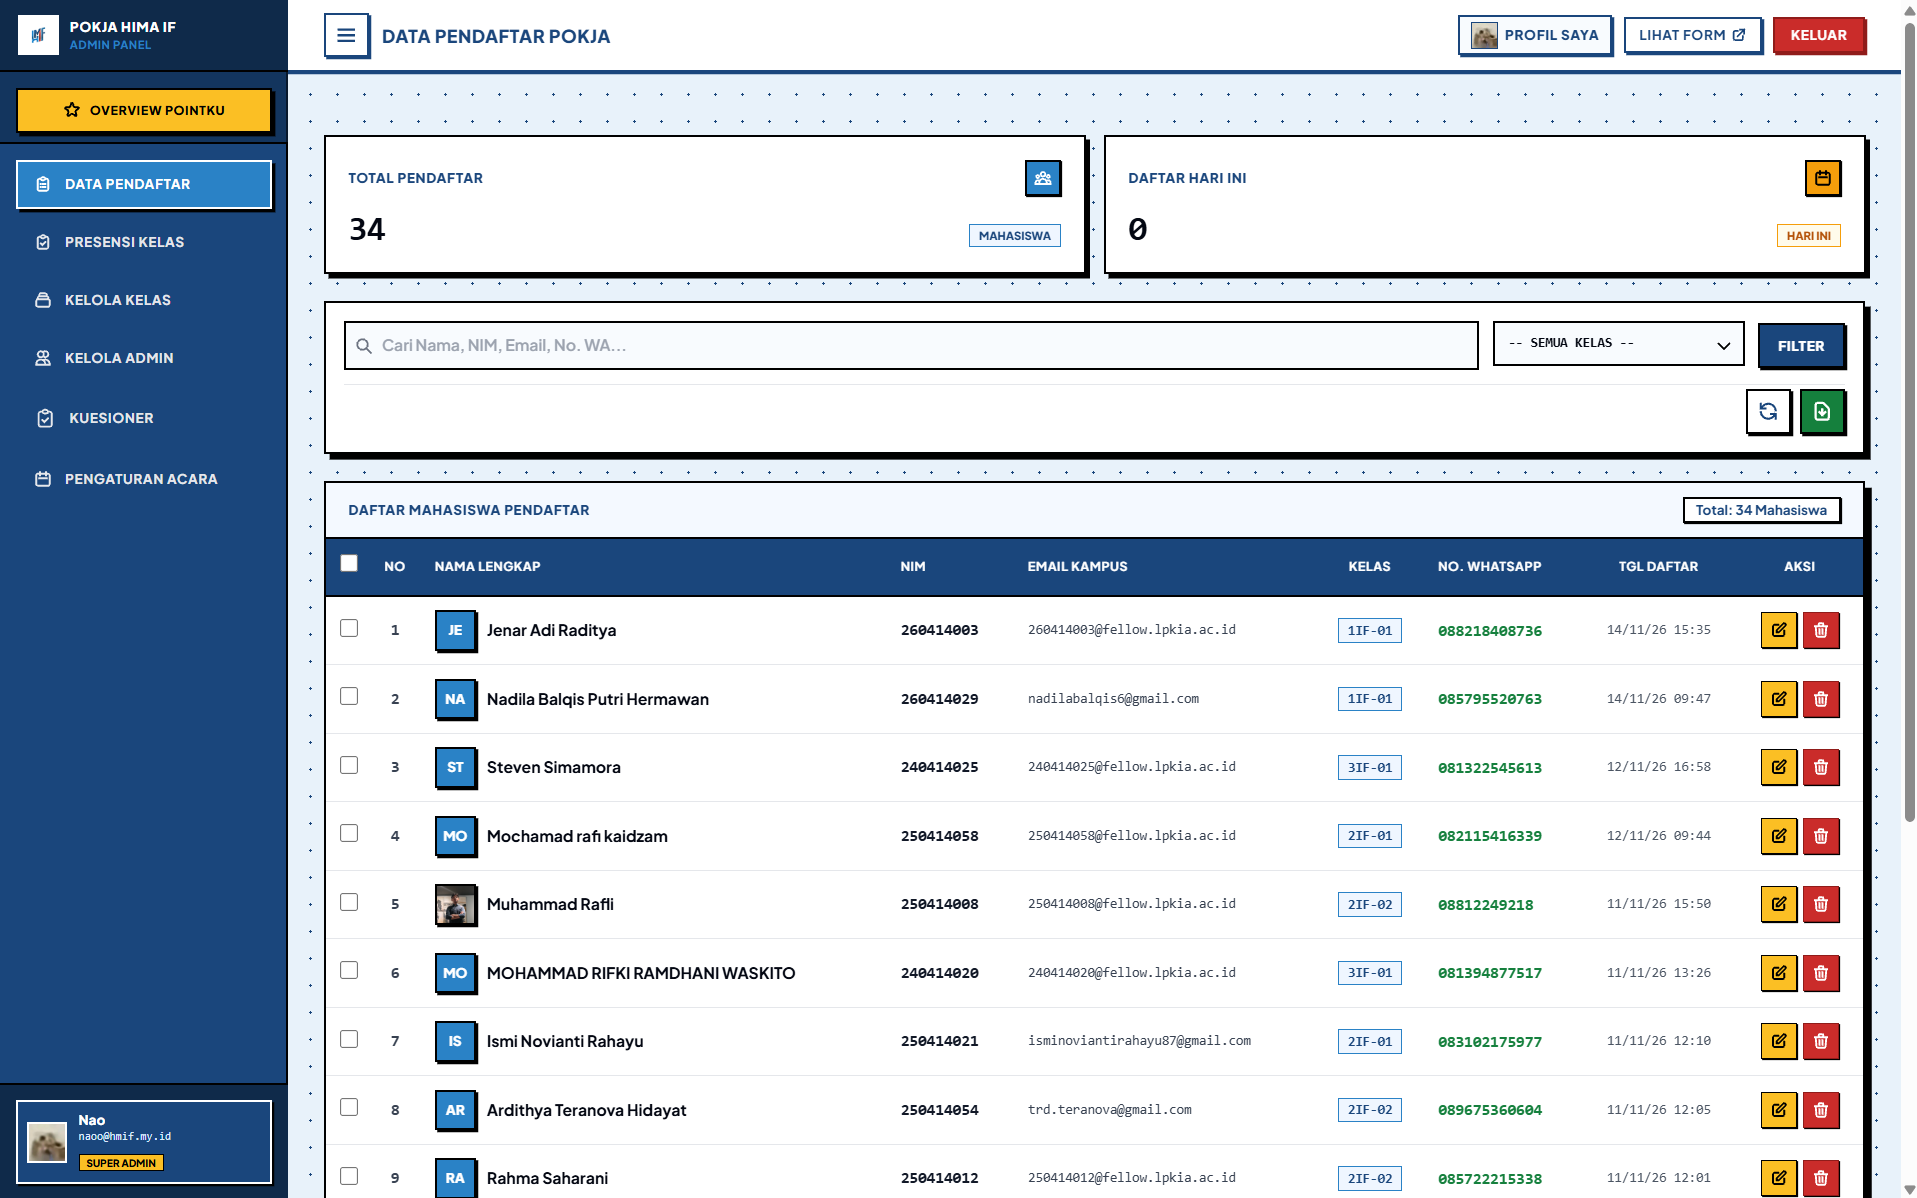 POKJA HIMA IF
ADMIN PANEL
OVERVIEW POINTKU
DATA PENDAFTAR
PRESENSI KELAS
KELOLA KELAS
KELOLA ADMIN
KUESIONER
PENGATURAN ACARA
Nao
naoo@hmif.my.id
SUPER ADMIN
DATA PENDAFTAR POKJA
PROFIL SAYA
LIHAT FORM
KELUAR
TOTAL PENDAFTAR
34
MAHASISWA
DAFTAR HARI INI
0
HARI INI
Cari Nama, NIM, Email, No. WA...
-- SEMUA KELAS --
FILTER
DAFTAR MAHASISWA PENDAFTAR
Total: 34 Mahasiswa
NO NAMA LENGKAP NIM EMAIL KAMPUS KELAS NO. WHATSAPP TGL DAFTAR AKSI
1 JE Jenar Adi Raditya 260414003 260414003@fellow.lpkia.ac.id 1IF-01 088218408736 14/11/26 15:35
2 NA Nadila Balqis Putri Hermawan 260414029 nadilabalqis6@gmail.com 1IF-01 085795520763 14/11/26 09:47
3 ST Steven Simamora 240414025 240414025@fellow.lpkia.ac.id 3IF-01 081322545613 12/11/26 16:58
4 MO Mochamad rafi kaidzam 250414058 250414058@fellow.lpkia.ac.id 2IF-01 082115416339 12/11/26 09:44
5 Muhammad Rafli 250414008 250414008@fellow.lpkia.ac.id 2IF-02 08812249218 11/11/26 15:50
6 MO MOHAMMAD RIFKI RAMDHANI WASKITO 240414020 240414020@fellow.lpkia.ac.id 3IF-01 081394877517 11/11/26 13:26
7 IS Ismi Novianti Rahayu 250414021 isminoviantirahayu87@gmail.com 2IF-01 083102175977 11/11/26 12:10
8 AR Ardithya Teranova Hidayat 250414054 trd.teranova@gmail.com 2IF-02 089675360604 11/11/26 12:05
9 RA Rahma Saharani 250414012 250414012@fellow.lpkia.ac.id 2IF-02 085722215338 11/11/26 12:01